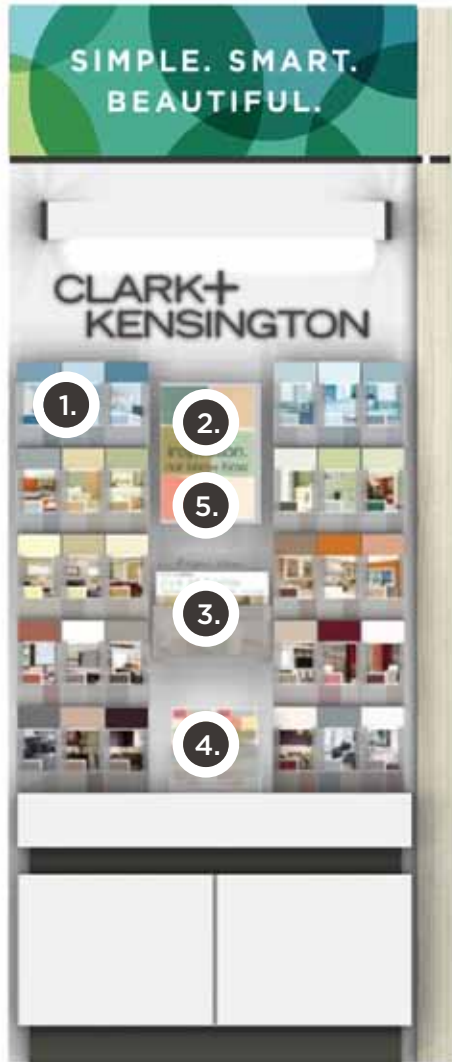 SIMPLE. SMART.
BEAUTIFUL.
CLARK+
KENSINGTON
1.
2.
5.
3.
4.